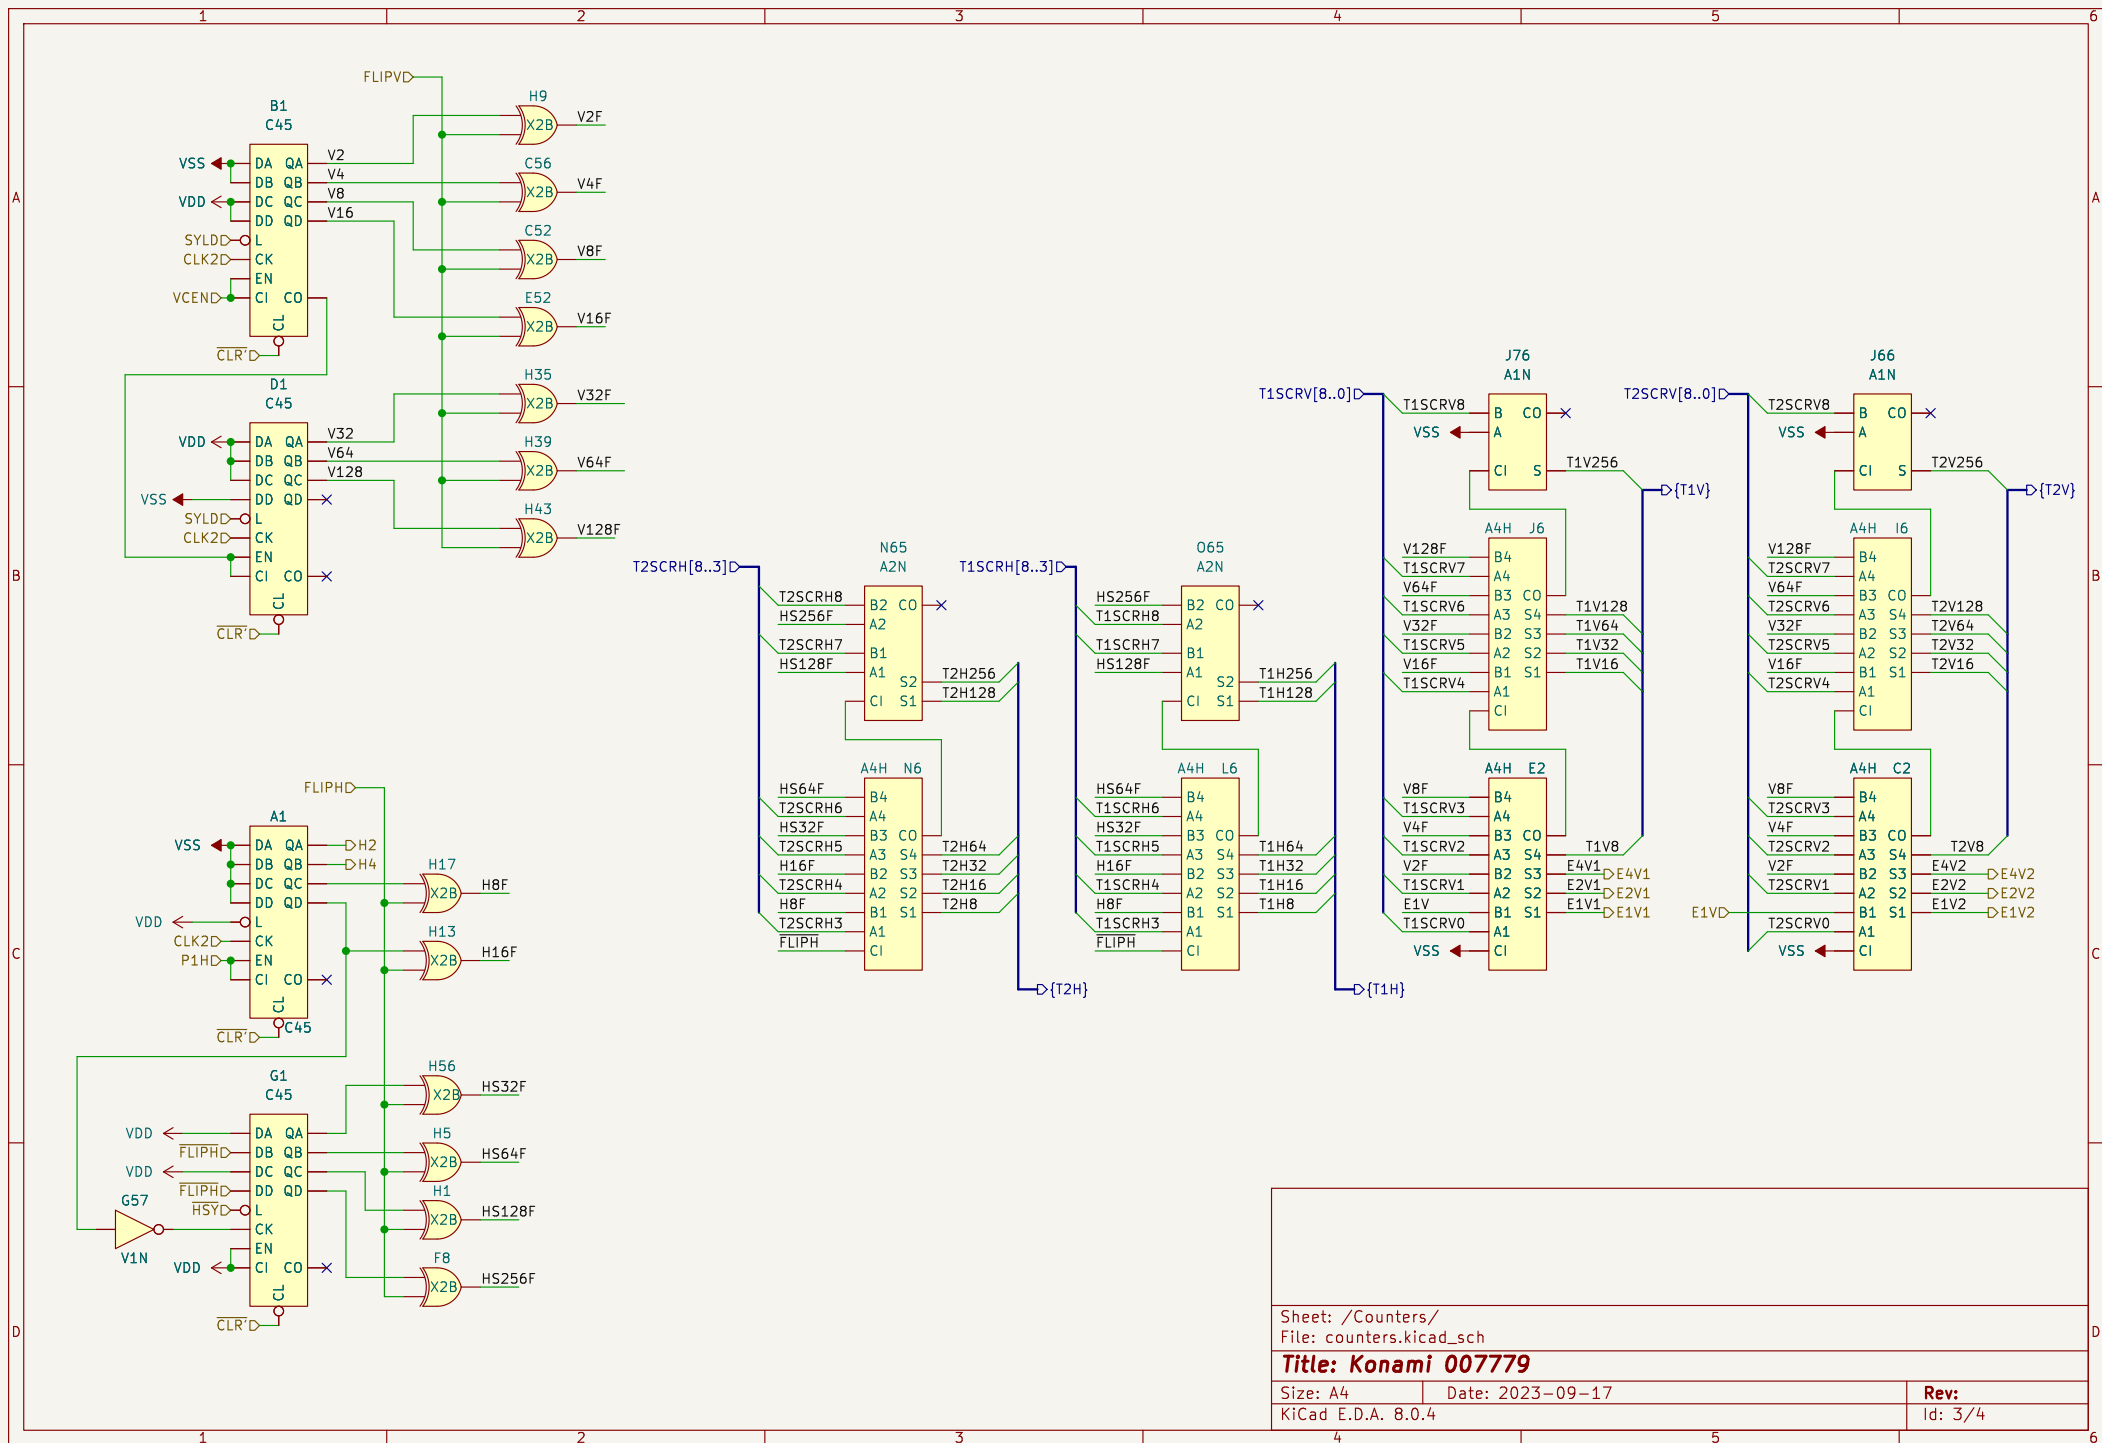 1 2 3 4 5 6
A
B
C
D
FLIPV
B1
C45
VSS
VDD
SYLD
CLK2
VCEN
CLR'
DA QA
DB QB
DC QC
DD QD
L
CK
EN
CI CO
CL
V2
V4
V8
V16
H9
X2B
V2F
C56
X2B
V4F
C52
X2B
V8F
E52
X2B
V16F
D1
C45
VDD
VSS
SYLD
CLK2
CLR'
DA QA
DB QB
DC QC
DD QD
L
CK
EN
CI CO
CL
V32
V64
V128
H35
X2B
V32F
H39
X2B
V64F
H43
X2B
V128F
FLIPH
A1
VSS
VDD
CLK2
P1H
CLR'
DA QA
DB QB
DC QC
DD QD
L
CK
EN
CI CO
CL
C45
H2
H4
H17
X2B
H8F
H13
X2B
H16F
G1
C45
VDD
FLIPH
VDD
FLIPH
HSY
G57
V1N
VDD
CLR'
DA QA
DB QB
DC QC
DD QD
L
CK
EN
CI CO
CL
H56
X2B
HS32F
H5
X2B
HS64F
H1
X2B
HS128F
F8
X2B
HS256F
T2SCRH[8..3]
N65
A2N
T2SCRH8
HS256F
T2SCRH7
HS128F
B2 CO
A2
B1
A1
S2
CI S1
T2H256
T2H128
A4H N6
HS64F
T2SCRH6
HS32F
T2SCRH5
H16F
T2SCRH4
H8F
T2SCRH3
FLIPH
B4
A4
B3 CO
A3 S4
B2 S3
A2 S2
B1 S1
A1
CI
T2H64
T2H32
T2H16
T2H8
{T2H}
T1SCRH[8..3]
O65
A2N
HS256F
T1SCRH8
T1SCRH7
HS128F
B2 CO
A2
B1
A1
S2
CI S1
T1H256
T1H128
A4H L6
HS64F
T1SCRH6
HS32F
T1SCRH5
H16F
T1SCRH4
H8F
T1SCRH3
FLIPH
B4
A4
B3 CO
A3 S4
B2 S3
A2 S2
B1 S1
A1
CI
T1H64
T1H32
T1H16
T1H8
{T1H}
T1SCRV[8..0]
J76
A1N
T1SCRV8
VSS
B CO
A
CI S
T1V256
{T1V}
A4H J6
V128F
T1SCRV7
V64F
T1SCRV6
V32F
T1SCRV5
V16F
T1SCRV4
B4
A4
B3 CO
A3 S4
B2 S3
A2 S2
B1 S1
A1
CI
T1V128
T1V64
T1V32
T1V16
A4H E2
V8F
T1SCRV3
V4F
T1SCRV2
V2F
T1SCRV1
E1V
T1SCRV0
VSS
B4
A4
B3 CO
A3 S4
B2 S3
A2 S2
B1 S1
A1
CI
T1V8
E4V1 E4V1
E2V1 E2V1
E1V1 E1V1
T2SCRV[8..0]
J66
A1N
T2SCRV8
VSS
B CO
A
CI S
T2V256
{T2V}
A4H I6
V128F
T2SCRV7
V64F
T2SCRV6
V32F
T2SCRV5
V16F
T2SCRV4
B4
A4
B3 CO
A3 S4
B2 S3
A2 S2
B1 S1
A1
CI
T2V128
T2V64
T2V32
T2V16
A4H C2
V8F
T2SCRV3
V4F
T2SCRV2
V2F
T2SCRV1
E1V
T2SCRV0
VSS
B4
A4
B3 CO
A3 S4
B2 S3
A2 S2
B1 S1
A1
CI
T2V8
E4V2 E4V2
E2V2 E2V2
E1V2 E1V2
Sheet: /Counters/
File: counters.kicad_sch
Title: Konami 007779
Size: A4 Date: 2023-09-17 Rev:
KiCad E.D.A. 8.0.4 Id: 3/4
A
B
C
D
1 2 3 4 5 6